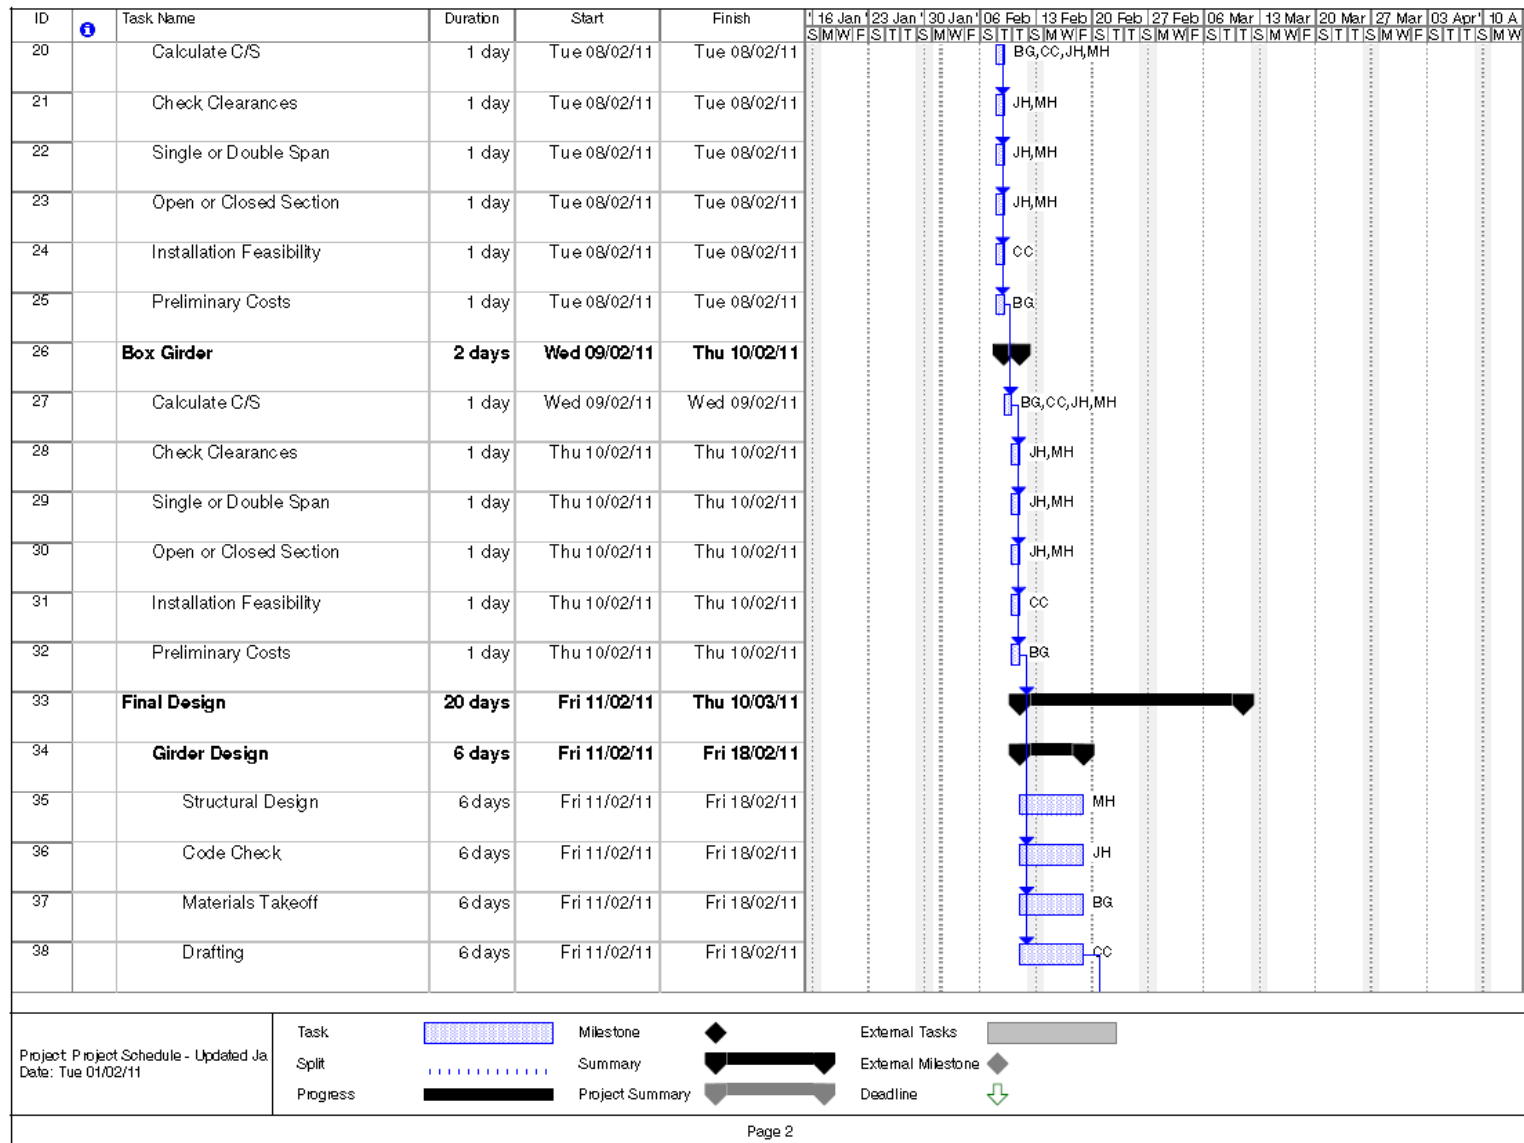 ID Task Name Duration Start Finish ' 16 Jan ' 23 Jan ' 30 Jan ' 06 Feb ' 13 Feb ' 20 Feb ' 27 Feb ' 06 Mar ' 13 Mar ' 20 Mar ' 27 Mar ' 03 Apr ' 10 A
S M W F S T T S M W F S T T S M W F S T T S M W F S T T S M W F S T T S M W
20 Calculate C/S 1 day Tue 08/02/11 Tue 08/02/11 BG,CC,JH,MH
21 Check Clearances 1 day Tue 08/02/11 Tue 08/02/11 JH,MH
22 Single or Double Span 1 day Tue 08/02/11 Tue 08/02/11 JH,MH
23 Open or Closed Section 1 day Tue 08/02/11 Tue 08/02/11 JH,MH
24 Installation Feasibility 1 day Tue 08/02/11 Tue 08/02/11 CC
25 Preliminary Costs 1 day Tue 08/02/11 Tue 08/02/11 BG
26 Box Girder 2 days Wed 09/02/11 Thu 10/02/11
27 Calculate C/S 1 day Wed 09/02/11 Wed 09/02/11 BG,CC,JH,MH
28 Check Clearances 1 day Thu 10/02/11 Thu 10/02/11 JH,MH
29 Single or Double Span 1 day Thu 10/02/11 Thu 10/02/11 JH,MH
30 Open or Closed Section 1 day Thu 10/02/11 Thu 10/02/11 JH,MH
31 Installation Feasibility 1 day Thu 10/02/11 Thu 10/02/11 CC
32 Preliminary Costs 1 day Thu 10/02/11 Thu 10/02/11 BG
33 Final Design 20 days Fri 11/02/11 Thu 10/03/11
34 Girder Design 6 days Fri 11/02/11 Fri 18/02/11
35 Structural Design 6 days Fri 11/02/11 Fri 18/02/11 MH
36 Code Check 6 days Fri 11/02/11 Fri 18/02/11 JH
37 Materials Takeoff 6 days Fri 11/02/11 Fri 18/02/11 BG
38 Drafting 6 days Fri 11/02/11 Fri 18/02/11 CC
Project: Project Schedule - Updated Ja
Date: Tue 01/02/11
Task Milestone External Tasks
Split Summary External Milestone
Progress Project Summary Deadline
Page 2